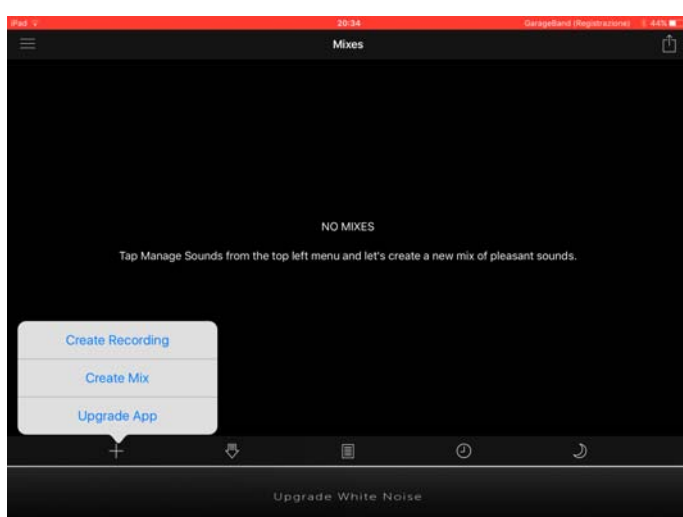 iPad 20:34 GarageBand (Registrazione) 44%
Mixes
NO MIXES
Tap Manage Sounds from the top left menu and let's create a new mix of pleasant sounds.
Create Recording
Create Mix
Upgrade App
Upgrade White Noise